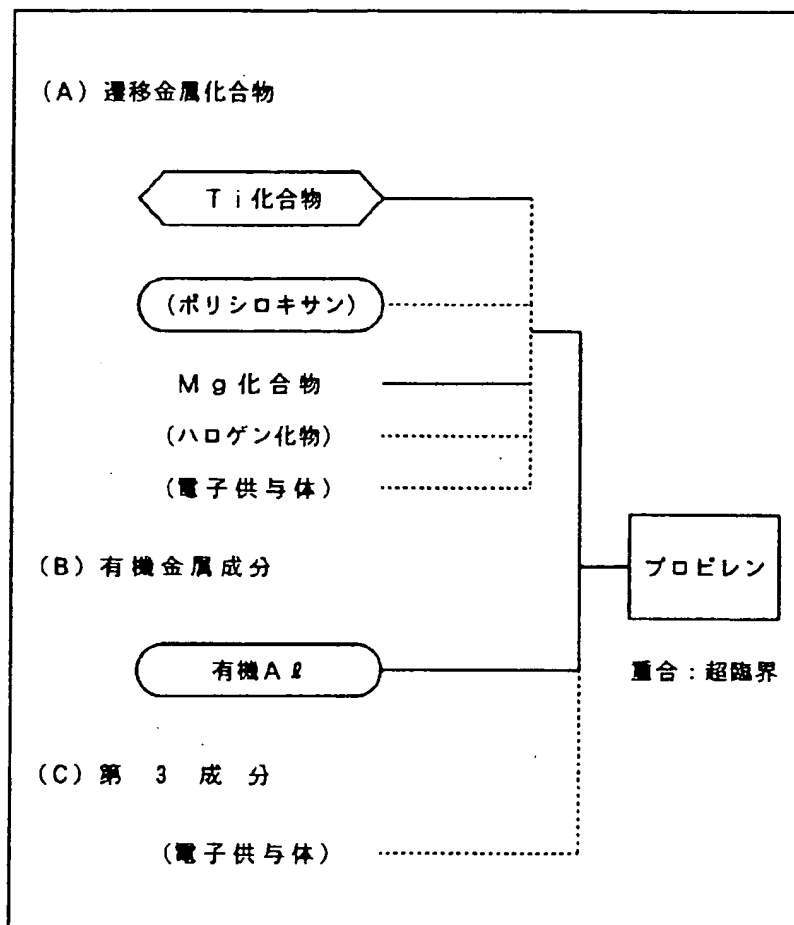 (A)遷移金属化合物
Ti化合物
(ポリシロキサン)
Mg化合物
(ハロゲン化物)
(電子供与体)
(B)有機金属成分
プロピレン
有機Aℓ
重合:超臨界
(C)第3成分
(電子供与体)